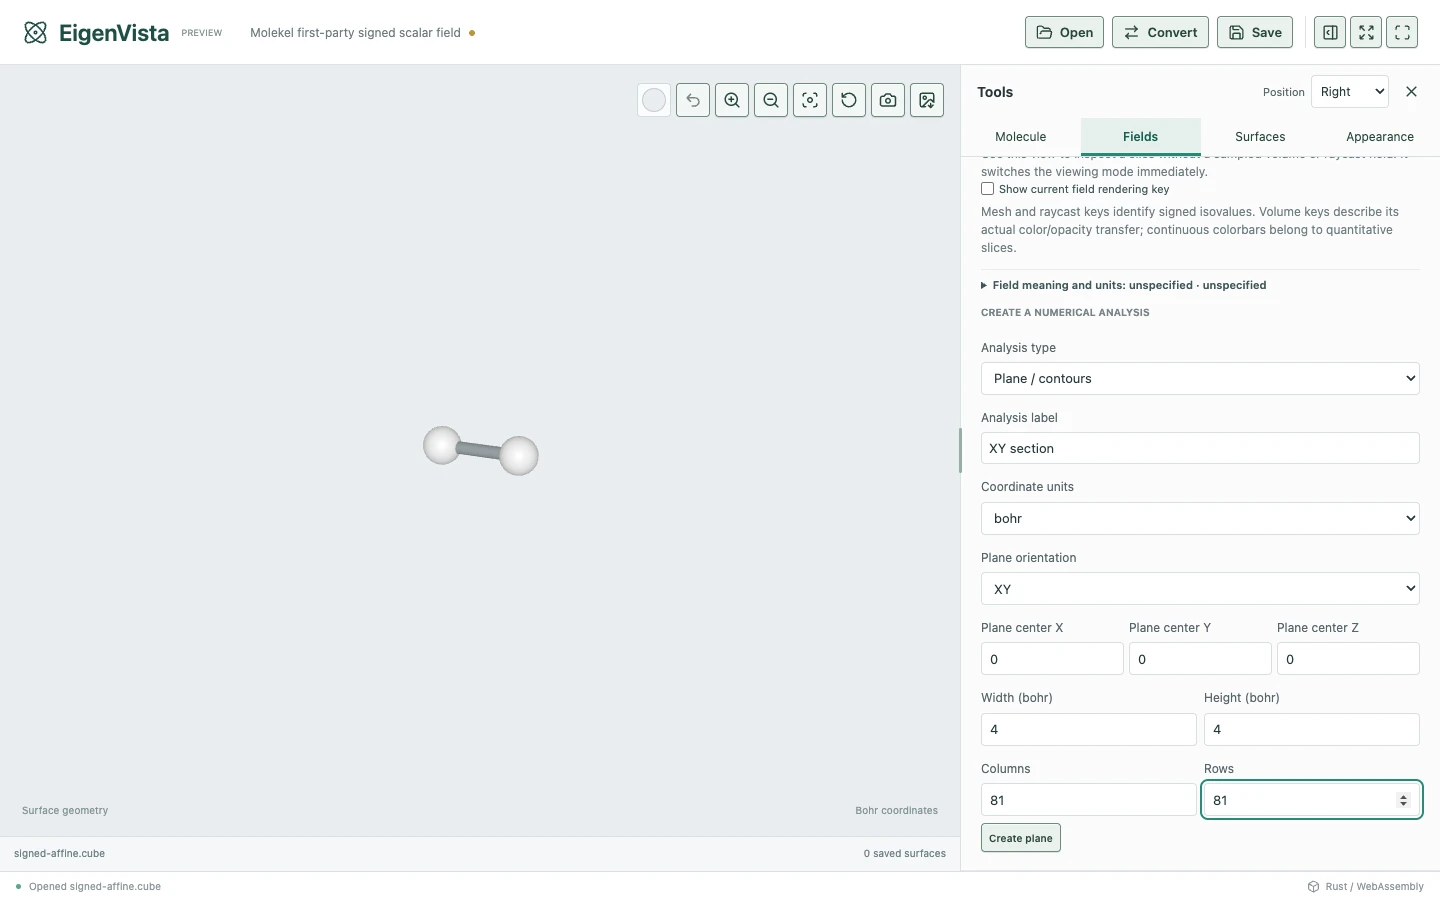 EigenVista PREVIEW Molekel first-party signed scalar field Open Convert Save
Tools Position Right
Molecule Fields Surfaces Appearance
switches the viewing mode immediately.
Show current field rendering key
Mesh and raycast keys identify signed isovalues. Volume keys describe its
actual color/opacity transfer; continuous colorbars belong to quantitative
slices.
Field meaning and units: unspecified · unspecified
CREATE A NUMERICAL ANALYSIS
Analysis type
Plane / contours
Analysis label
XY section
Coordinate units
bohr
Plane orientation
XY
Plane center X Plane center Y Plane center Z
0 0 0
Width (bohr) Height (bohr)
4 4
Columns Rows
81 81
Create plane
Surface geometry Bohr coordinates
signed-affine.cube 0 saved surfaces
Opened signed-affine.cube Rust / WebAssembly